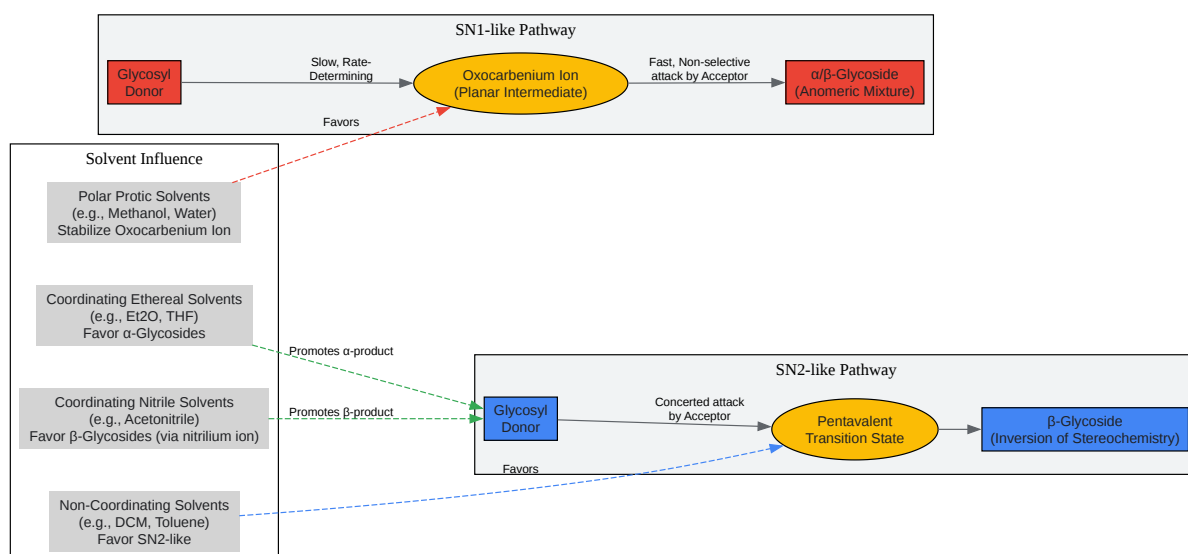 SN1-like Pathway
Glycosyl
Donor
Slow, Rate-
Determining
Oxocarbenium Ion
(Planar Intermediate)
Fast, Non-selective
attack by Acceptor
α/β-Glycoside
(Anomeric Mixture)
Favors
Solvent Influence
Polar Protic Solvents
(e.g., Methanol, Water)
Stabilize Oxocarbenium Ion
Coordinating Ethereal Solvents
(e.g., Et2O, THF)
Favor α-Glycosides
Promotes α-product
Coordinating Nitrile Solvents
(e.g., Acetonitrile)
Favor β-Glycosides (via nitrilium ion)
Promotes β-product
Non-Coordinating Solvents
(e.g., DCM, Toluene)
Favor SN2-like
Favors
SN2-like Pathway
Glycosyl
Donor
Concerted attack
by Acceptor
Pentavalent
Transition State
β-Glycoside
(Inversion of Stereochemistry)